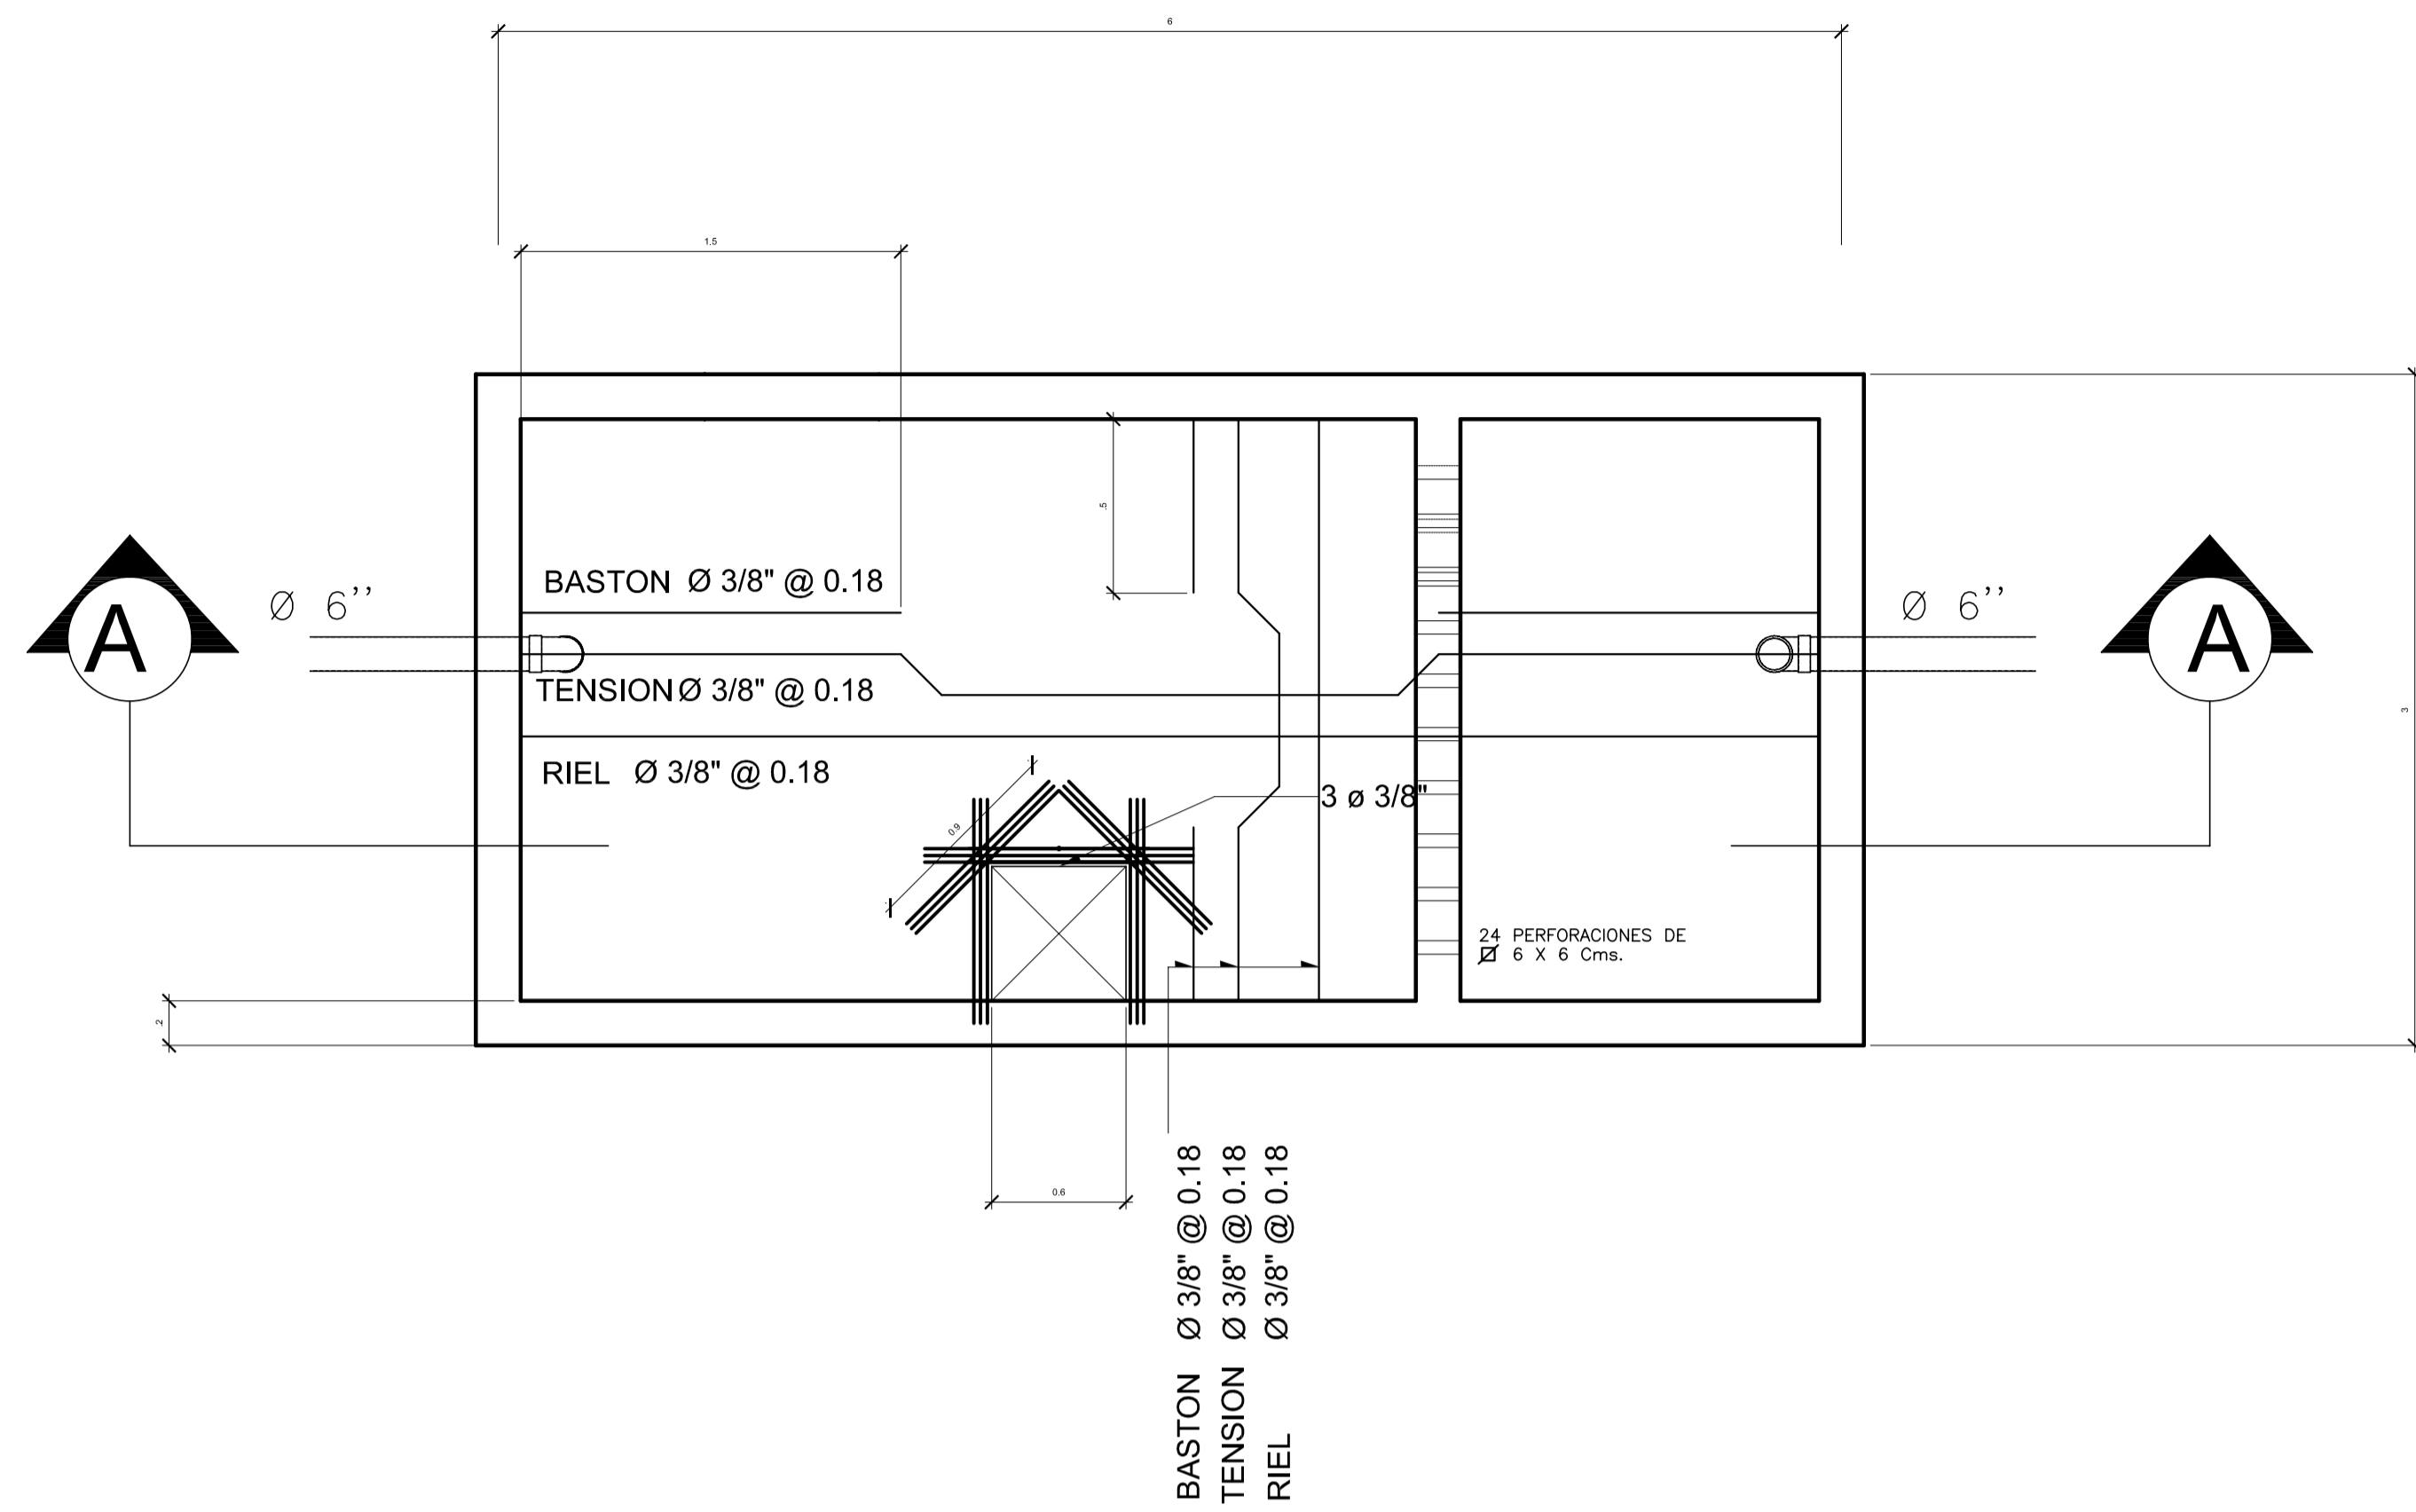 6
1.5
.5
BASTON Ø 3/8" @ 0.18
Ø 6’’
Ø 6’’
A
A
TENSION Ø 3/8" @ 0.18
3
RIEL Ø 3/8" @ 0.18
3 ø 3/8"
0.9
24 PERFORACIONES DE
6 X 6 Cms.
.2
0.6
BASTON Ø 3/8" @ 0.18
TENSION Ø 3/8" @ 0.18
RIEL Ø 3/8" @ 0.18